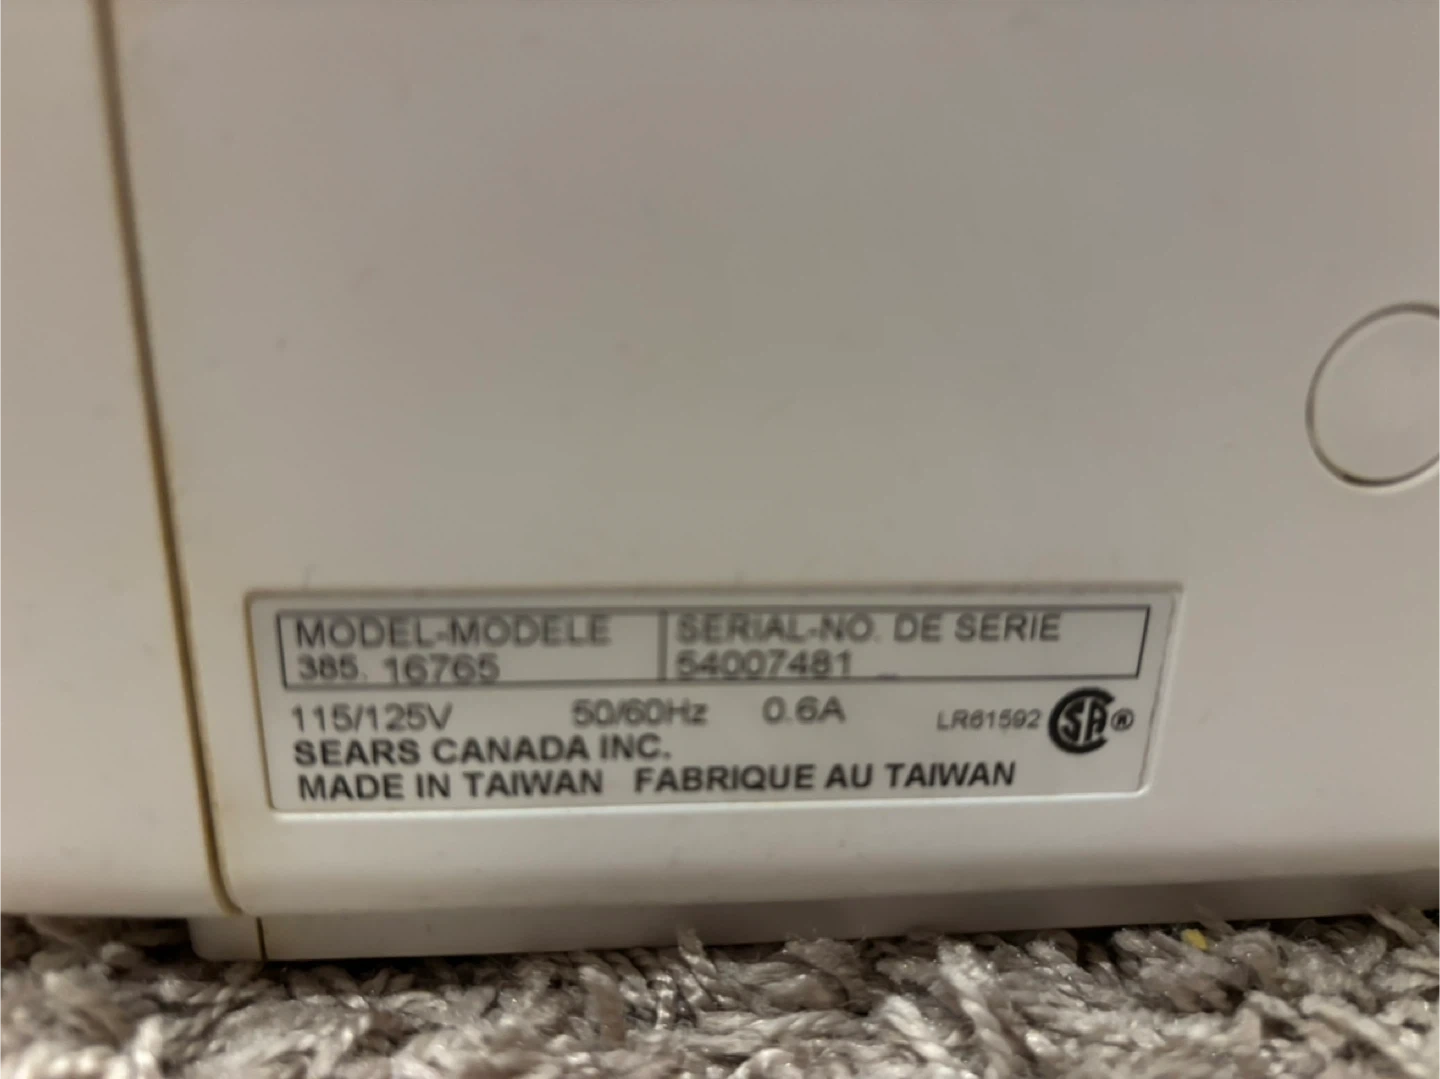 MODEL-MODELE SERIAL-NO. DE SERIE
385. 16765 54007481
115/125V 50/60Hz 0.6A LR61592 SA ®
SEARS CANADA INC.
MADE IN TAIWAN FABRIQUE AU TAIWAN